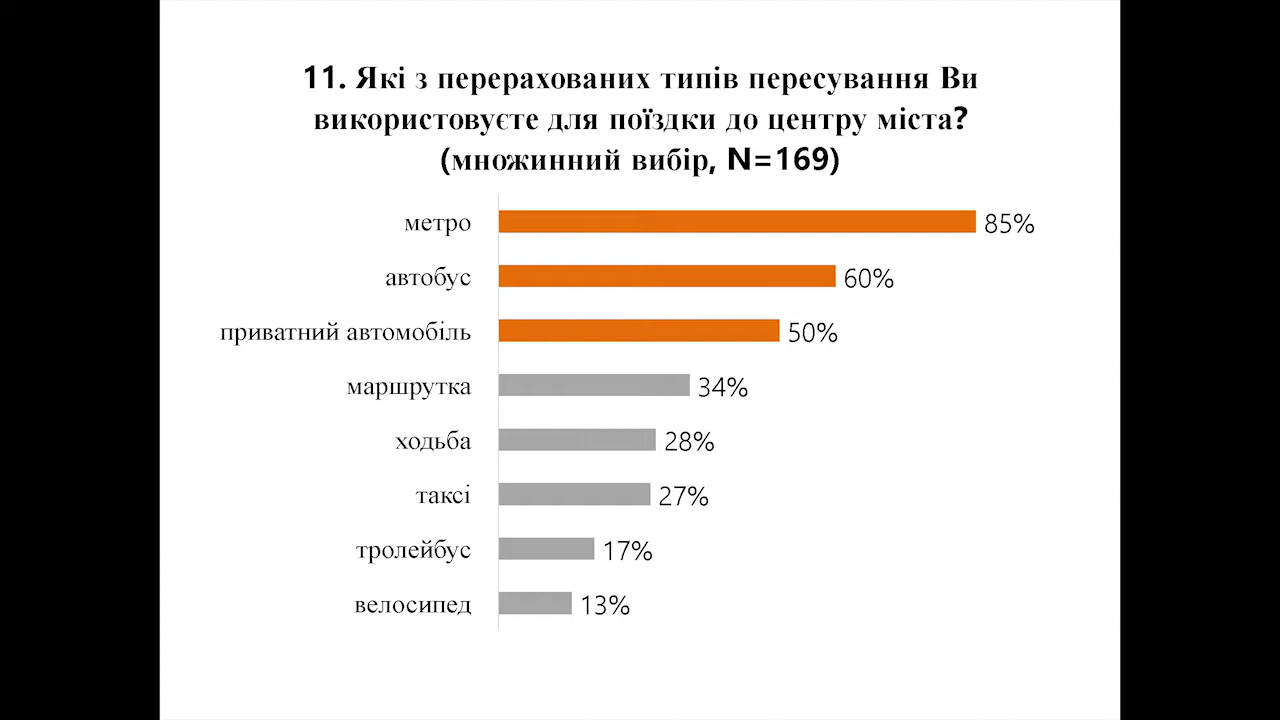 11. Які з перерахованих типів пересування Ви
використовуєте для поїздки до центру міста?
(множинний вибір, N=169)
метро 85%
автобус 60%
приватний автомобіль 50%
маршрутка 34%
ходьба 28%
таксі 27%
тролейбус 17%
велосипед 13%